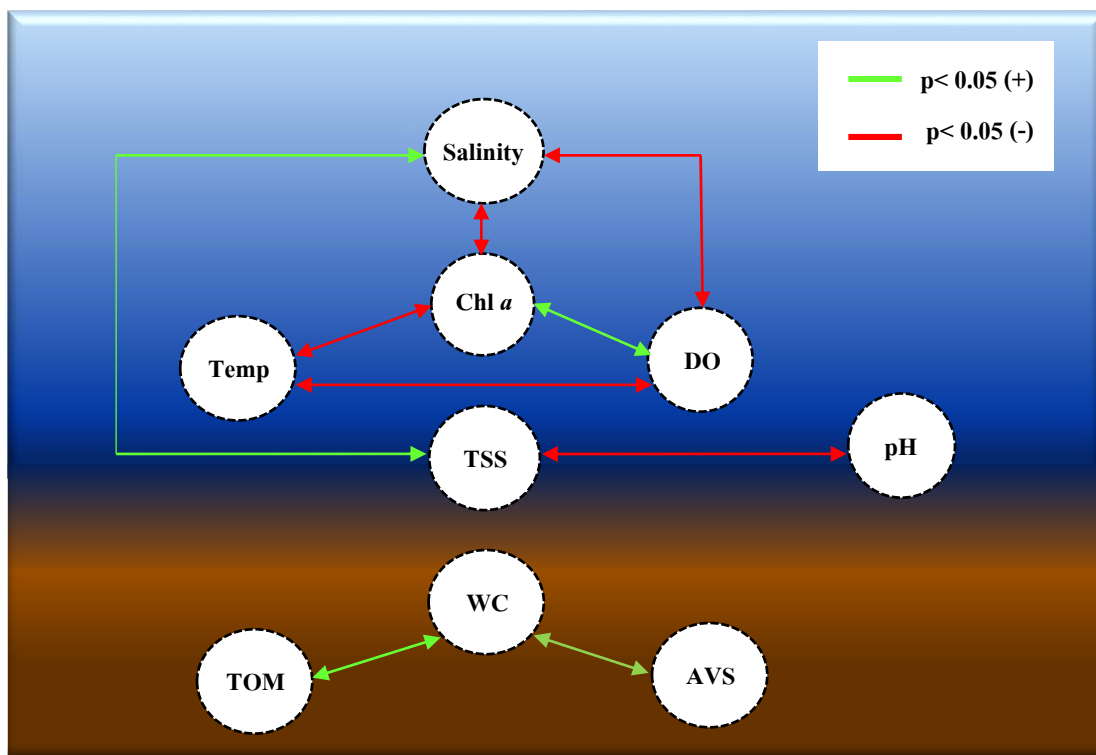 p< 0.05 (+)
p< 0.05 (-)
Salinity
Chl a
Temp
DO
TSS
pH
WC
TOM
AVS